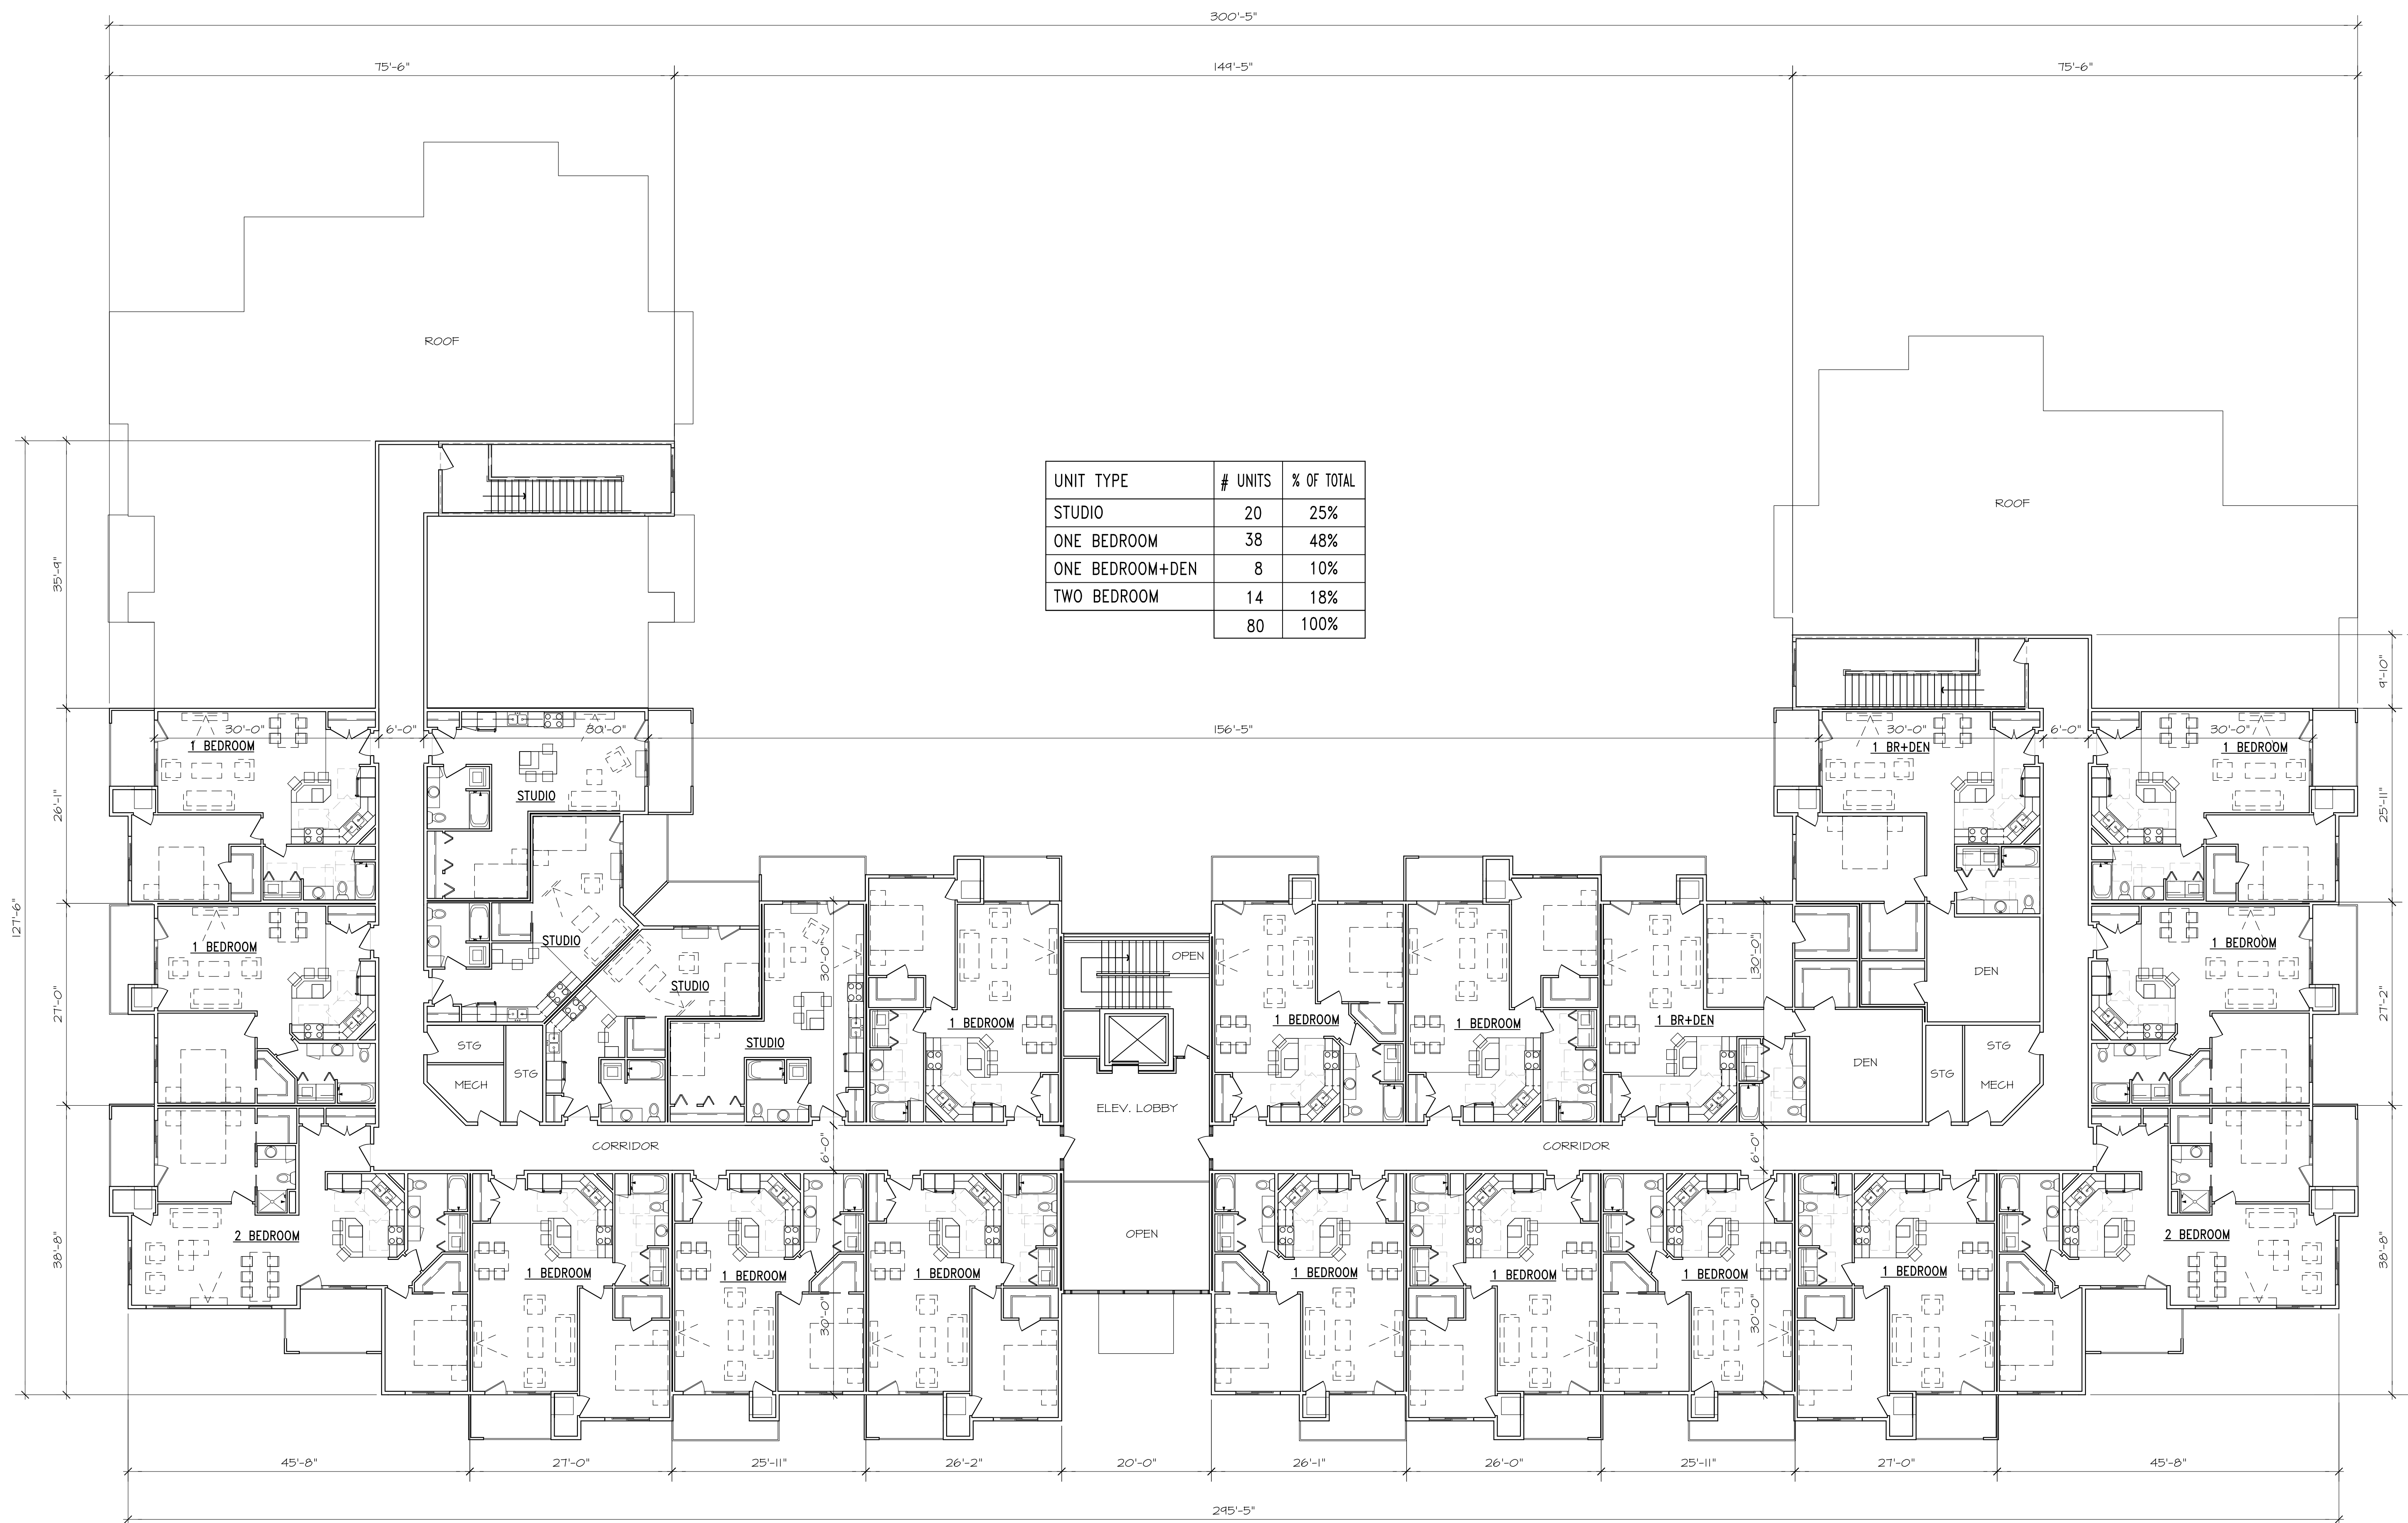 300'-5"
75'-6"
149'-5"
75'-6"
ROOF
ROOF
UNIT TYPE # UNITS % OF TOTAL
STUDIO 20 25%
ONE BEDROOM 38 48%
ONE BEDROOM+DEN 8 10%
TWO BEDROOM 14 18%
80 100%
127'-6"
35'-9"
26'-1"
27'-0"
38'-8"
9'-10"
25'-11"
27'-2"
38'-8"
30'-0"
6'-0"
156'-5"
30'-0"
6'-0"
30'-0"
1 BEDROOM
STUDIO
1 BR+DEN
1 BEDROOM
1 BEDROOM
STUDIO
STUDIO
30'-0"
OPEN
30'-0"
DEN
1 BEDROOM
STG
MECH
STG
STUDIO
1 BEDROOM
1 BEDROOM
1 BEDROOM
1 BR+DEN
DEN
STG
STG
MECH
ELEV. LOBBY
CORRIDOR
6'-0"
CORRIDOR
6'-0"
2 BEDROOM
OPEN
2 BEDROOM
1 BEDROOM
1 BEDROOM
1 BEDROOM
1 BEDROOM
1 BEDROOM
1 BEDROOM
1 BEDROOM
30'-0"
30'-0"
45'-8"
27'-0"
25'-11"
26'-2"
20'-0"
26'-1"
26'-0"
25'-11"
27'-0"
45'-8"
295'-5"